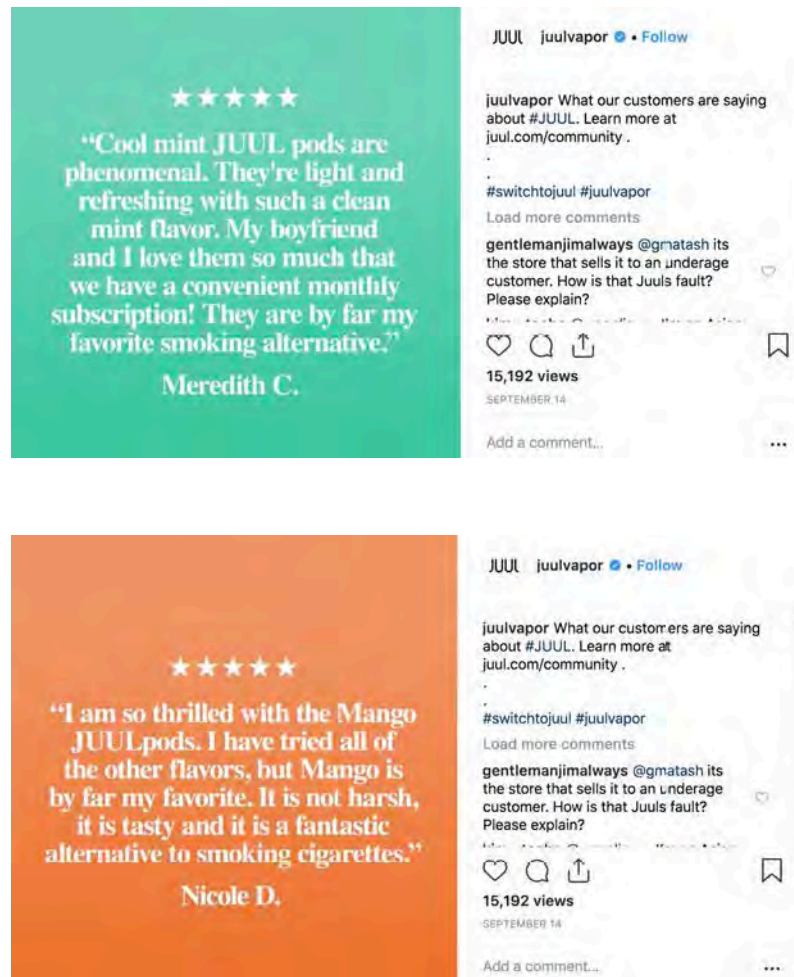 ★★★★★
“Cool mint JUUL pods are
phenomenal. They're light and
refreshing with such a clean
mint flavor. My boyfriend
and I love them so much that
we have a convenient monthly
subscription! They are by far my
favorite smoking alternative.”
Meredith C.
JUUL juulvapor • Follow
juulvapor What our customers are saying
about #JUUL. Learn more at
juul.com/community .
.
.
#switchtojuul #juulvapor
Load more comments
gentlemanjimalways @gmatash its
the store that sells it to an underage
customer. How is that Juuls fault?
Please explain?
15,192 views
SEPTEMBER 14
Add a comment...
★★★★★
“I am so thrilled with the Mango
JUULpods. I have tried all of
the other flavors, but Mango is
by far my favorite. It is not harsh,
it is tasty and it is a fantastic
alternative to smoking cigarettes.”
Nicole D.
JUUL juulvapor • Follow
juulvapor What our customers are saying
about #JUUL. Learn more at
juul.com/community .
.
.
#switchtojuul #juulvapor
Load more comments
gentlemanjimalways @gmatash its
the store that sells it to an underage
customer. How is that Juuls fault?
Please explain?
15,192 views
SEPTEMBER 14
Add a comment...